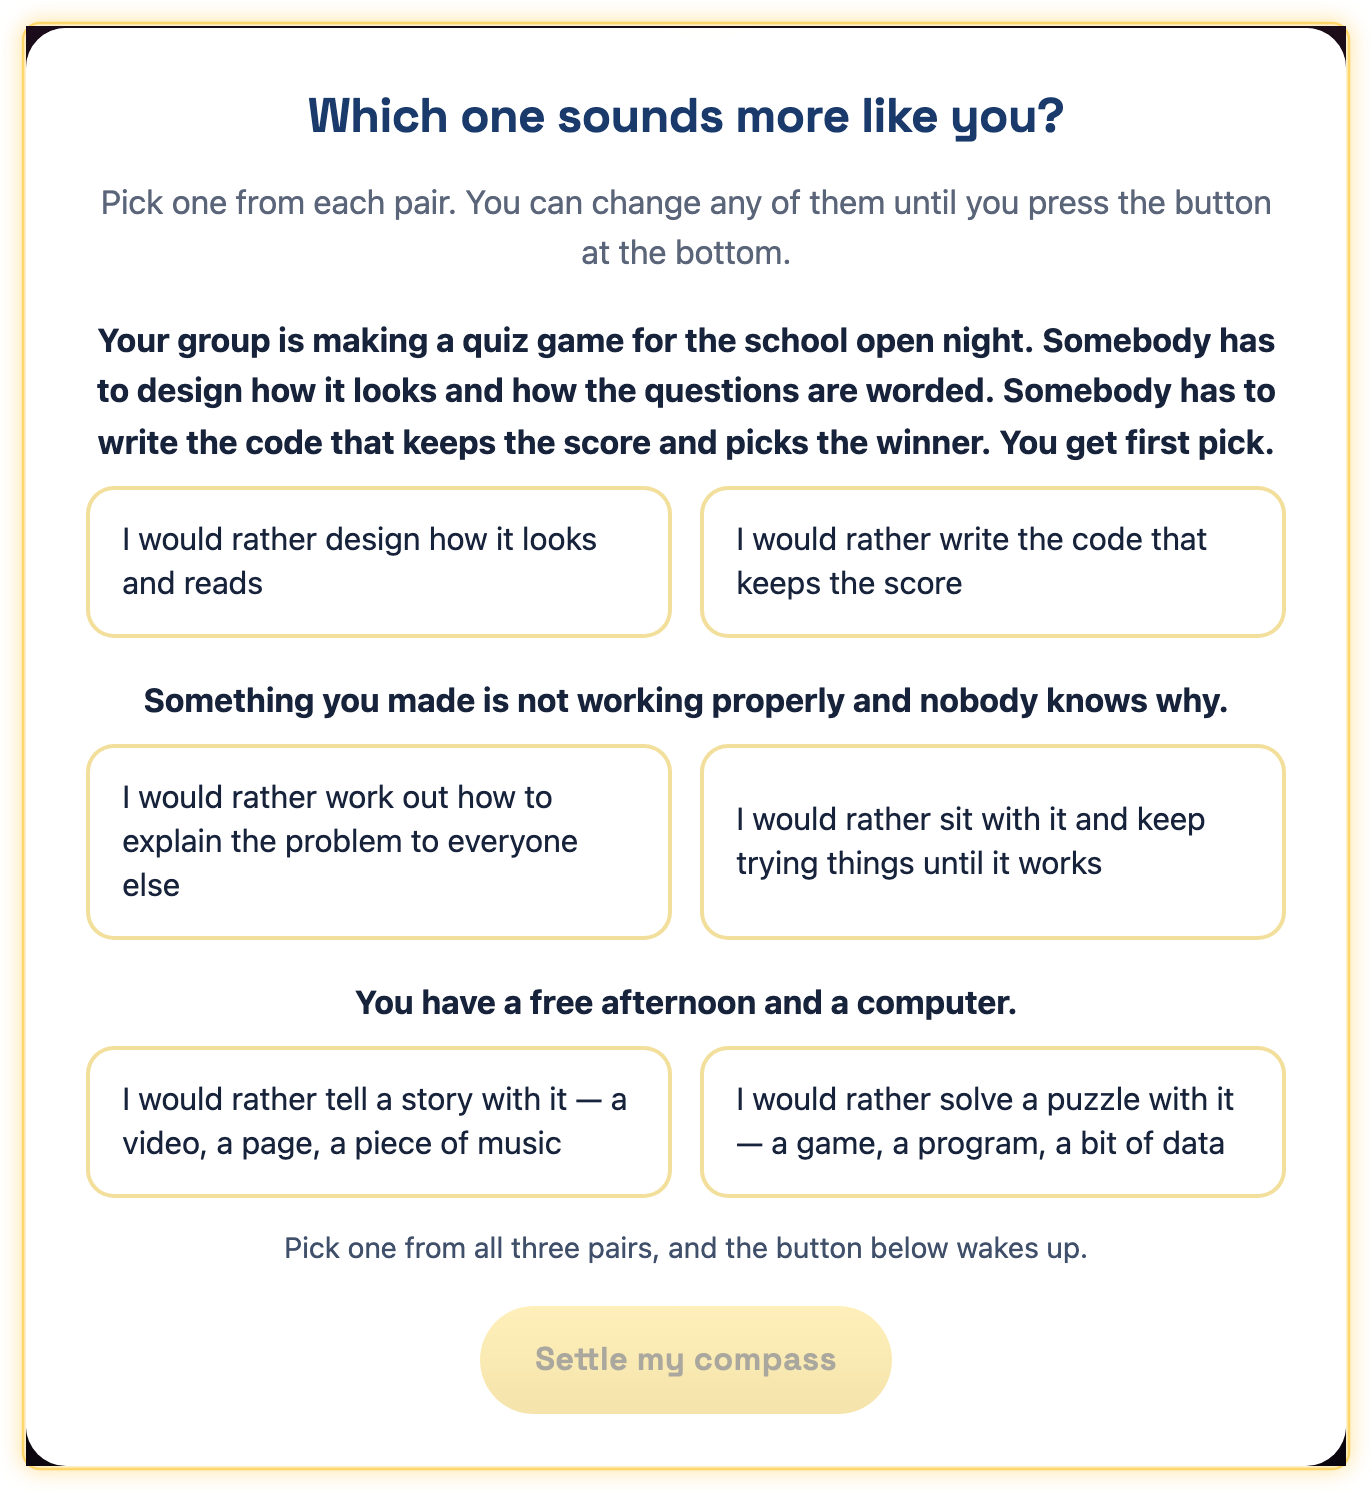 Which one sounds more like you?
Pick one from each pair. You can change any of them until you press the button
at the bottom.
Your group is making a quiz game for the school open night. Somebody has
to design how it looks and how the questions are worded. Somebody has to
write the code that keeps the score and picks the winner. You get first pick.
I would rather design how it looks
and reads
I would rather write the code that
keeps the score
Something you made is not working properly and nobody knows why.
I would rather work out how to
explain the problem to everyone
else
I would rather sit with it and keep
trying things until it works
You have a free afternoon and a computer.
I would rather tell a story with it — a
video, a page, a piece of music
I would rather solve a puzzle with it
— a game, a program, a bit of data
Pick one from all three pairs, and the button below wakes up.
Settle my compass